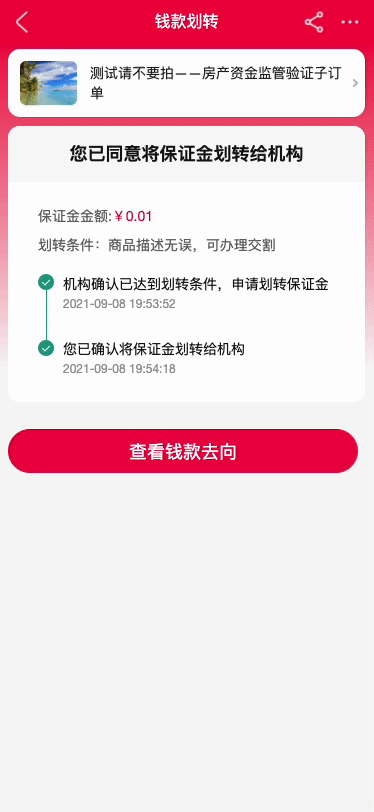 钱款划转
测试请不要拍——房产资金监管验证子订
单
您已同意将保证金划转给机构
保证金金额:￥0.01
划转条件：商品描述无误，可办理交割
机构确认已达到划转条件，申请划转保证金
2021-09-08 19:53:52
您已确认将保证金划转给机构
2021-09-08 19:54:18
查看钱款去向